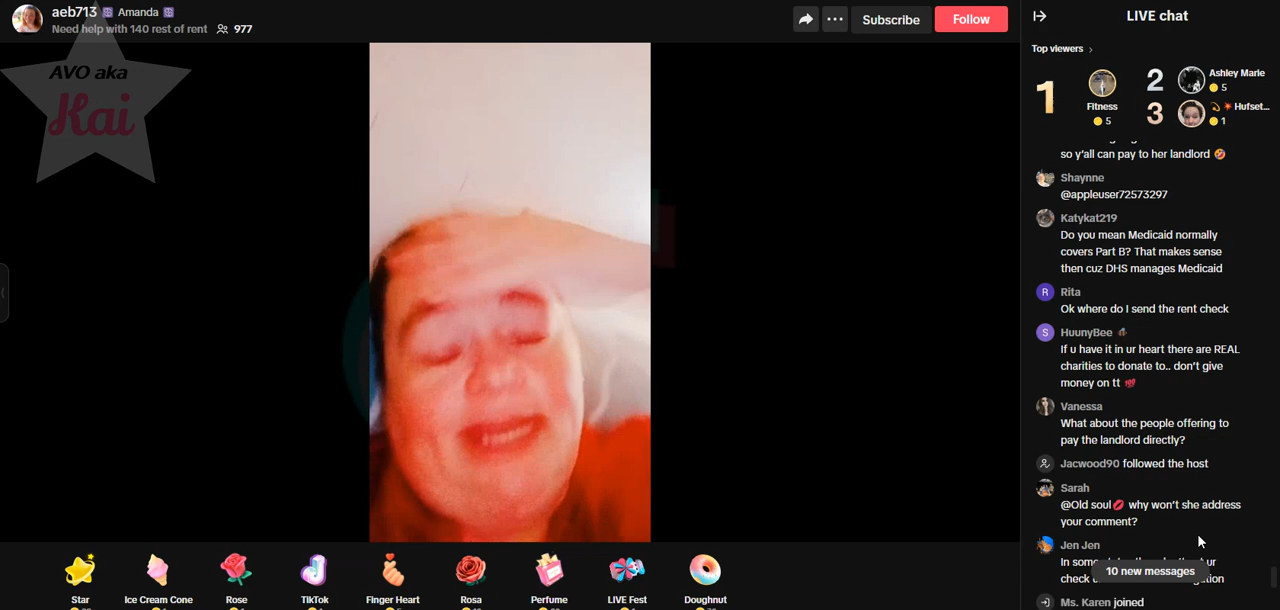 aeb713 Amanda
Need help with 140 rest of rent 977
Subscribe
Follow
AVO aka
Kai
LIVE chat
Top viewers >
1
Fitness
5
2
Ashley Marie
5
3
Hufset...
1
so y'all can pay to her landlord 🤣
Shaynne
@appleuser72573297
Katykat219
Do you mean Medicaid normally
covers Part B? That makes sense
then cuz DHS manages Medicaid
R Rita
Ok where do I send the rent check
S HuunyBee
If u have it in ur heart there are REAL
charities to donate to.. don't give
money on tt 💯
Vanessa
What about the people offering to
pay the landlord directly?
Jacwood90 followed the host
Sarah
@Old soul💋 why won't she address
your comment?
Jen Jen
10 new messages
check
Ms. Karen joined
Star
Ice Cream Cone
Rose
TikTok
Finger Heart
Rosa
Perfume
LIVE Fest
Doughnut